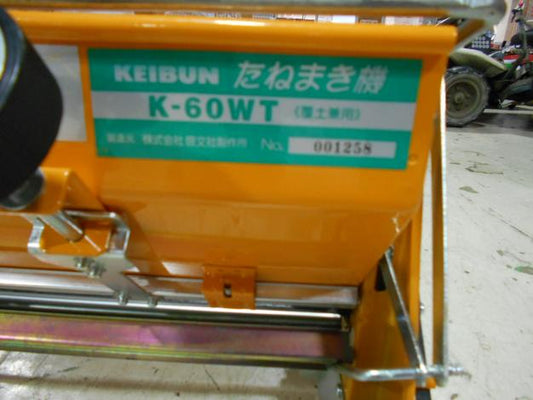 KEIBUN たねまき機
K-60WT 《覆土兼用》
製造元 株式会社 啓文社製作所 No. 001258